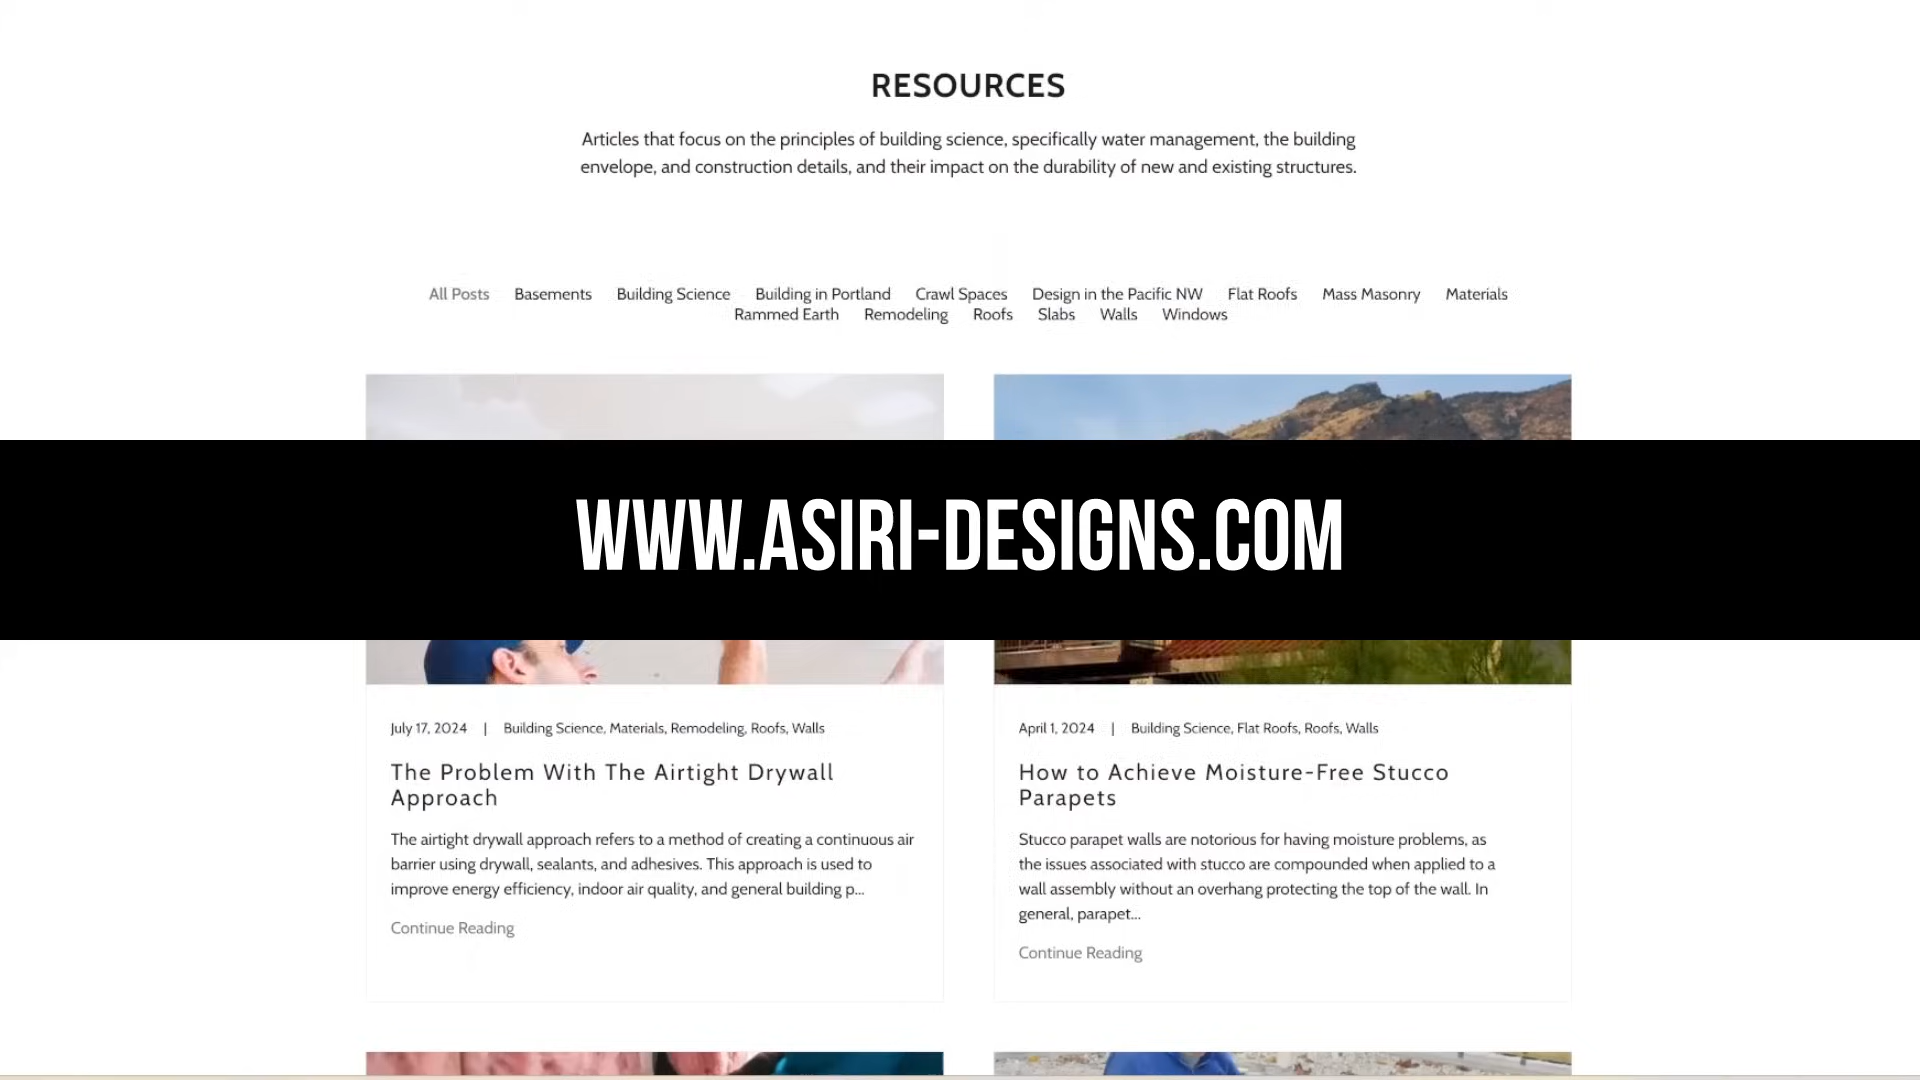 RESOURCES
Articles that focus on the principles of building science, specifically water management, the building
envelope, and construction details, and their impact on the durability of new and existing structures.
All Posts Basements Building Science Building in Portland Crawl Spaces Design in the Pacific NW Flat Roofs Mass Masonry Materials
Rammed Earth Remodeling Roofs Slabs Walls Windows
WWW.ASIRI-DESIGNS.COM
July 17, 2024 | Building Science, Materials, Remodeling, Roofs, Walls
The Problem With The Airtight Drywall
Approach
The airtight drywall approach refers to a method of creating a continuous air
barrier using drywall, sealants, and adhesives. This approach is used to
improve energy efficiency, indoor air quality, and general building p...
Continue Reading
April 1, 2024 | Building Science, Flat Roofs, Roofs, Walls
How to Achieve Moisture-Free Stucco
Parapets
Stucco parapet walls are notorious for having moisture problems, as
the issues associated with stucco are compounded when applied to a
wall assembly without an overhang protecting the top of the wall. In
general, parapet...
Continue Reading